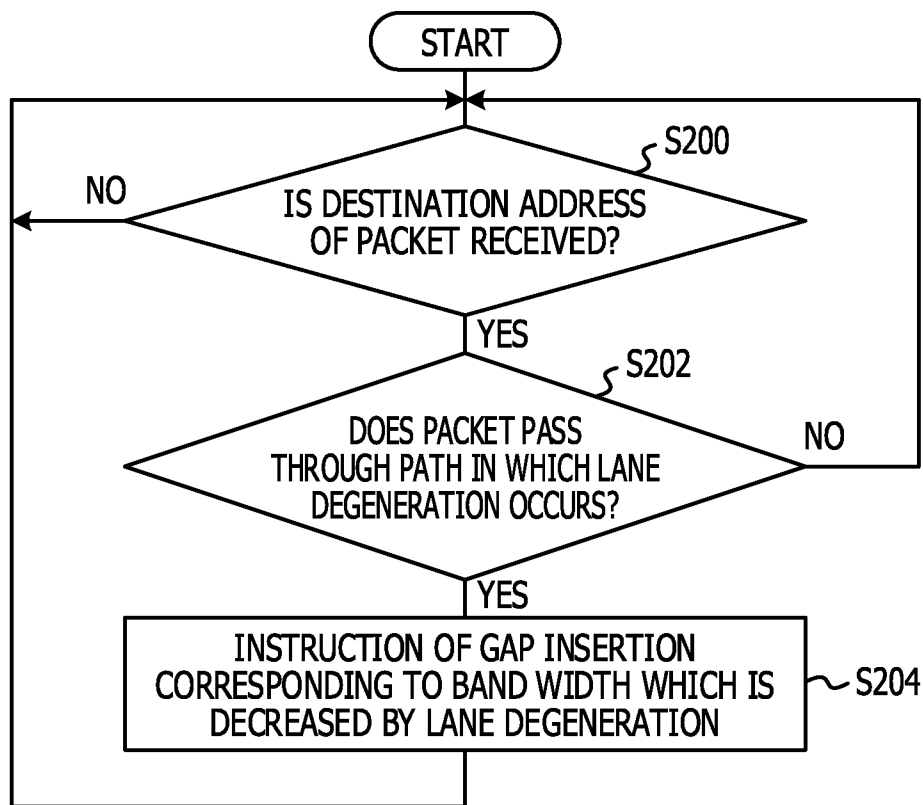 START
S200
NO
IS DESTINATION ADDRESS
OF PACKET RECEIVED?
YES
S202
DOES PACKET PASS
THROUGH PATH IN WHICH LANE
DEGENERATION OCCURS?
NO
YES
INSTRUCTION OF GAP INSERTION
CORRESPONDING TO BAND WIDTH WHICH IS
DECREASED BY LANE DEGENERATION
S204